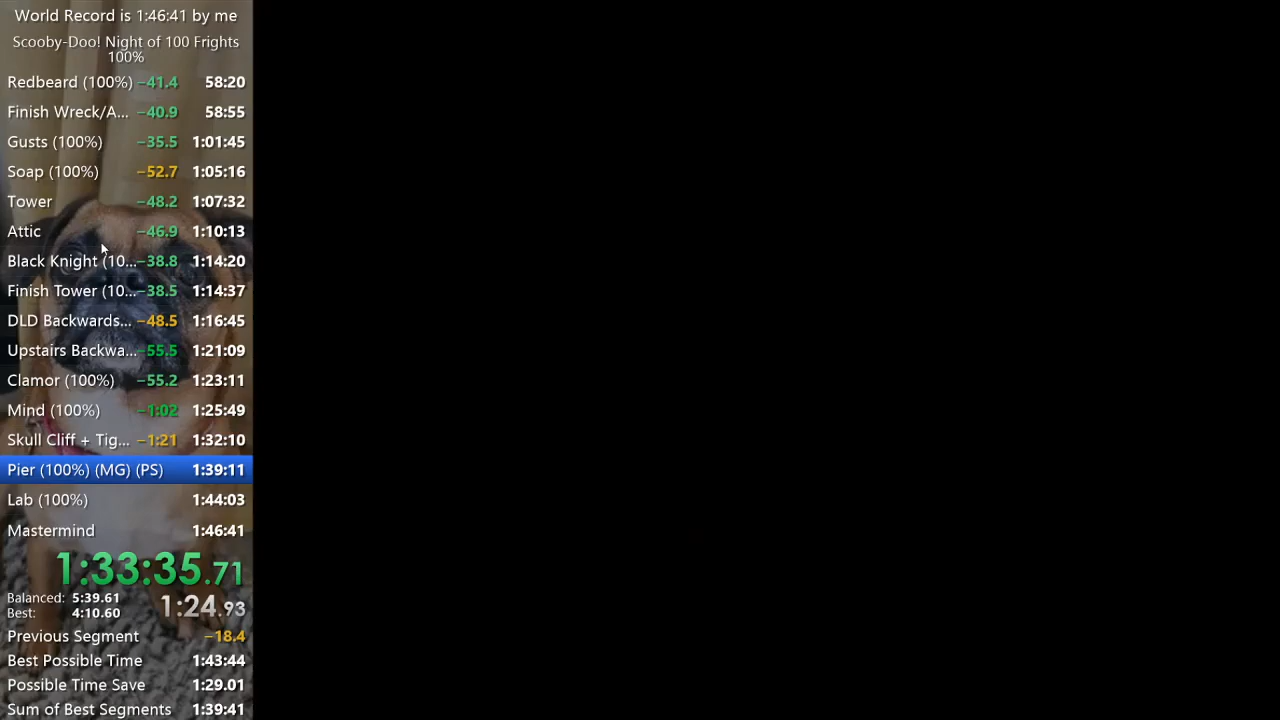 World Record is 1:46:41 by me
Scooby-Doo! Night of 100 Frights
100%
Redbeard (100%) −41.4 58:20
Finish Wreck/A... −40.9 58:55
Gusts (100%) −35.5 1:01:45
Soap (100%) −52.7 1:05:16
Tower −48.2 1:07:32
Attic −46.9 1:10:13
Black Knight (10... −38.8 1:14:20
Finish Tower (10... −38.5 1:14:37
DLD Backwards... −48.5 1:16:45
Upstairs Backwa... −55.5 1:21:09
Clamor (100%) −55.2 1:23:11
Mind (100%) −1:02 1:25:49
Skull Cliff + Tig... −1:21 1:32:10
Pier (100%) (MG) (PS) 1:39:11
Lab (100%) 1:44:03
Mastermind 1:46:41
1:33:35.71
Balanced: 5:39.61
Best: 4:10.60
1:24.93
Previous Segment −18.4
Best Possible Time 1:43:44
Possible Time Save 1:29.01
Sum of Best Segments 1:39:41